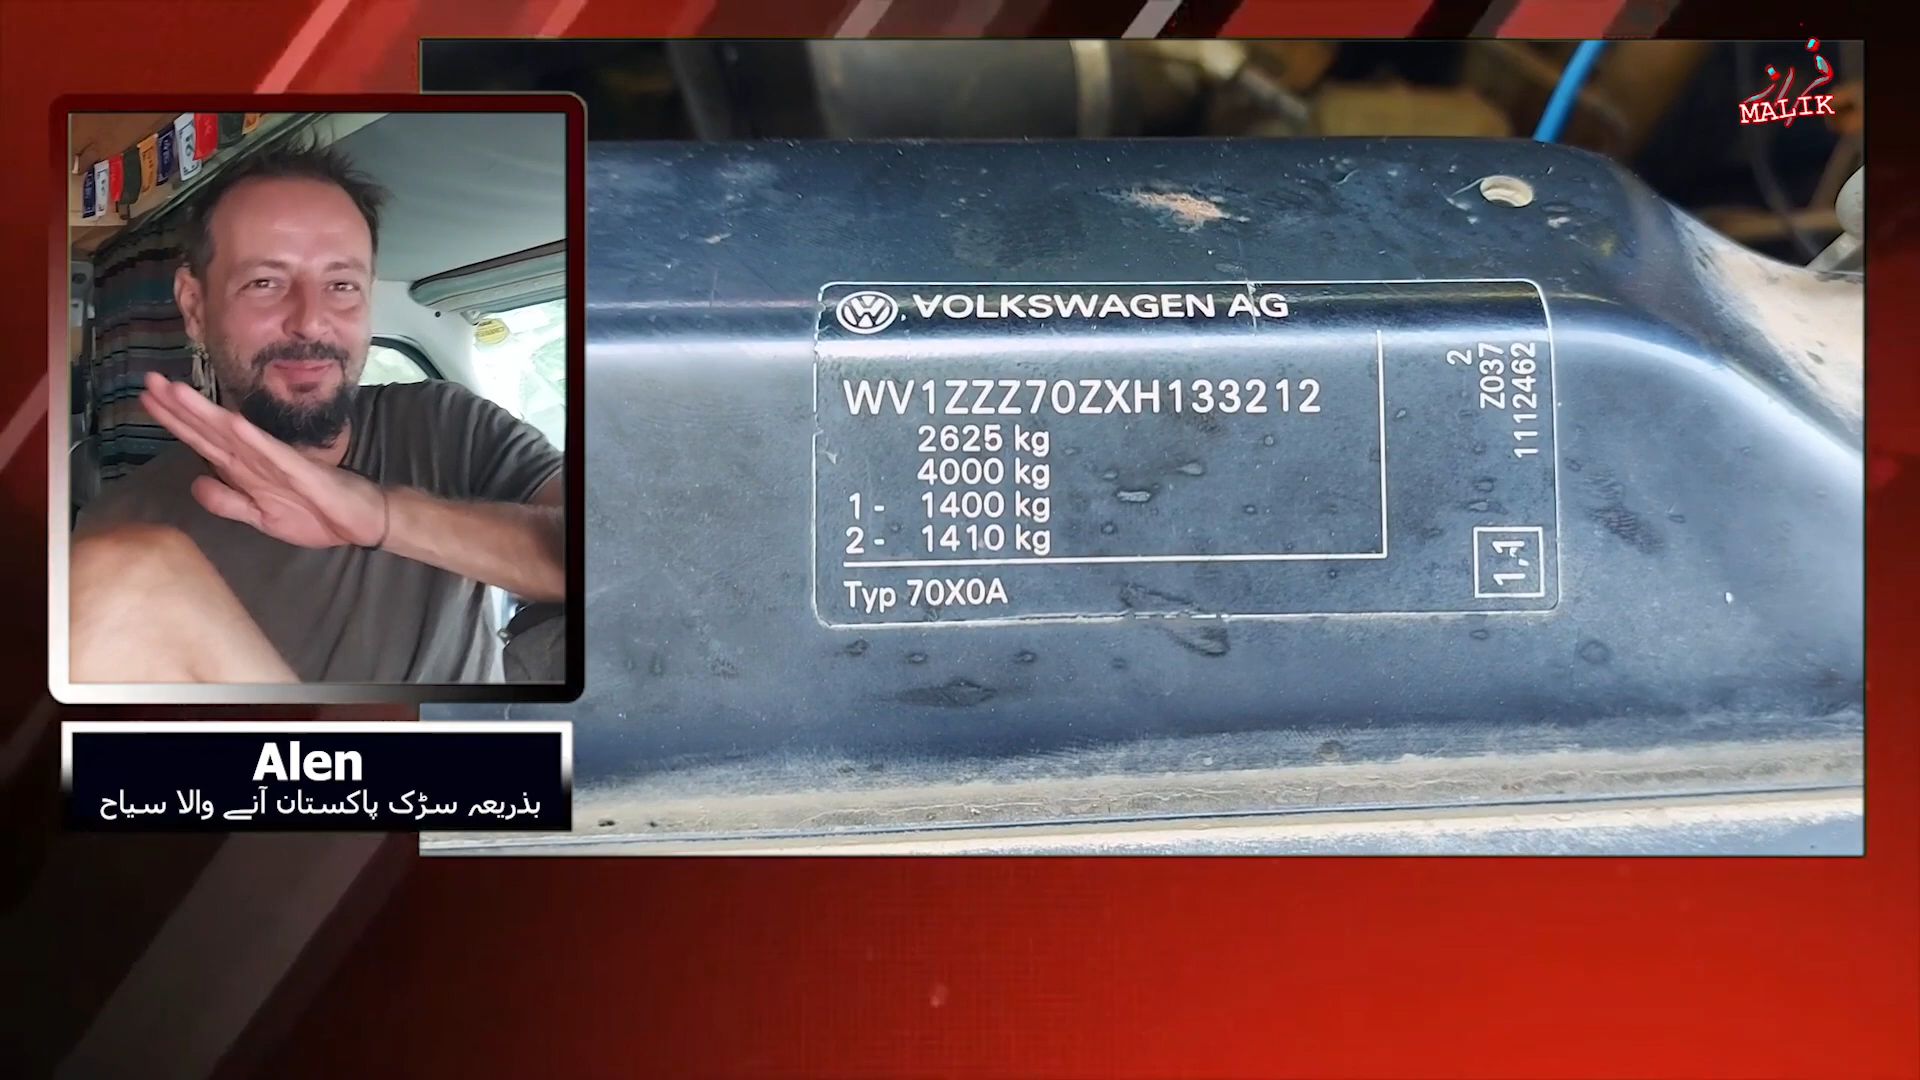 فراز
MALIK
VOLKSWAGEN AG
WV1ZZZ70ZXH133212
2625 kg
4000 kg
1 - 1400 kg
2 - 1410 kg
Typ 70X0A
2
Z037
1112462
1,1
Alen
بذریعہ سڑک پاکستان آنے والا سیاح